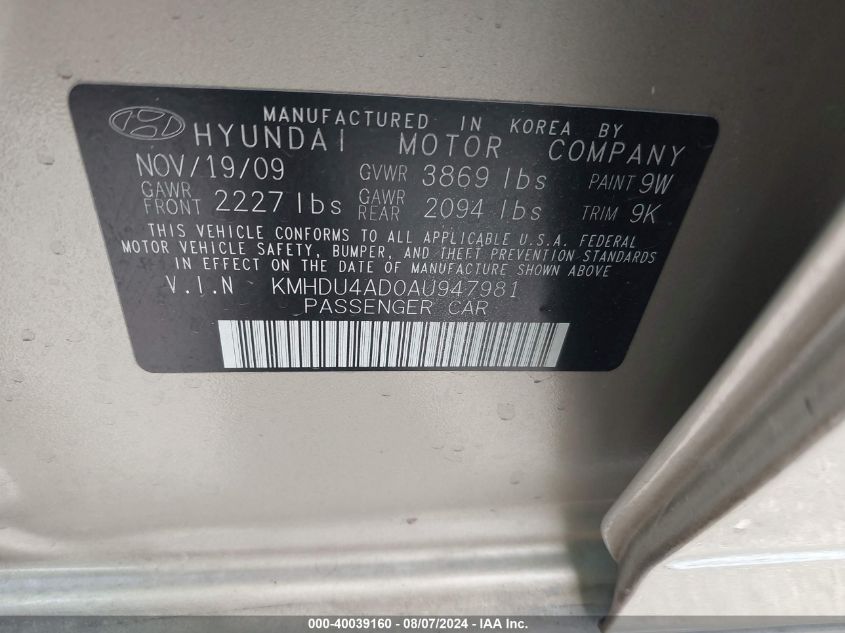 MANUFACTURED IN KOREA BY
HYUNDAI MOTOR COMPANY
NOV/19/09 GVWR 3869 lbs PAINT 9W
GAWR FRONT 2227 lbs GAWR REAR 2094 lbs TRIM 9K
THIS VEHICLE CONFORMS TO ALL APPLICABLE U.S.A. FEDERAL
MOTOR VEHICLE SAFETY, BUMPER, AND THEFT PREVENTION STANDARDS
IN EFFECT ON THE DATE OF MANUFACTURE SHOWN ABOVE
V.I.N KMHDU4AD0AU947981
PASSENGER CAR
000-40039160 - 08/07/2024 - IAA Inc.